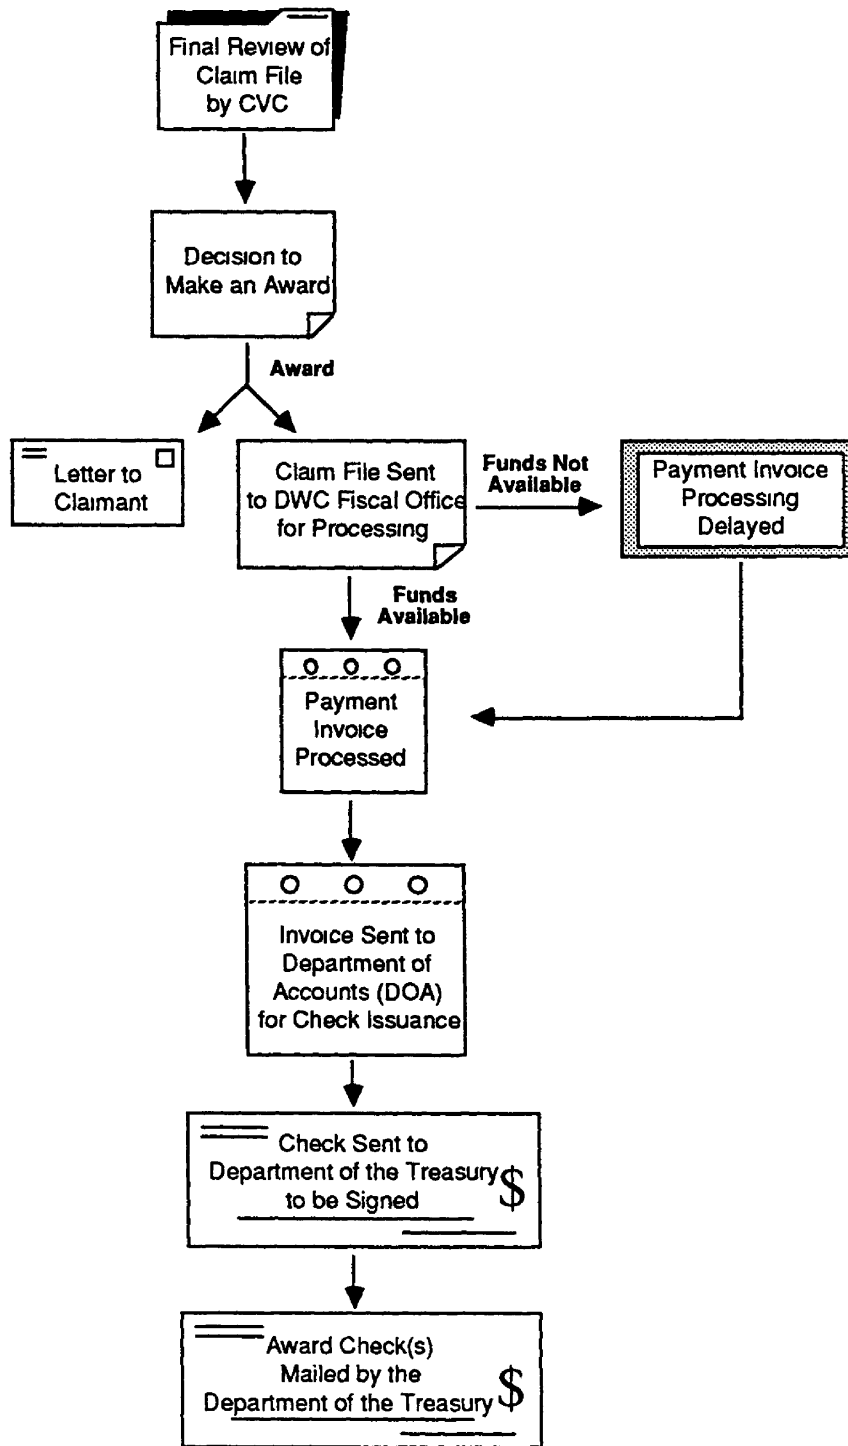 Final Review of
Claim File
by CVC
Decision to
Make an Award
Award
Letter to
Claimant
Claim File Sent
to DWC Fiscal Office
for Processing
Funds Not
Available
Payment Invoice
Processing
Delayed
Funds
Available
Payment
Invoice
Processed
Invoice Sent to
Department of
Accounts (DOA)
for Check Issuance
Check Sent to
Department of the Treasury
to be Signed
$
Award Check(s)
Mailed by the
Department of the Treasury
$